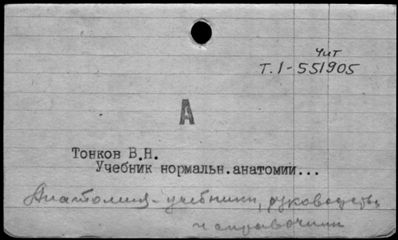 Чит
Т.1-551905
А
Тонков В.Н.
Учебник нормальн.анатомии...
Анатомия - учебники, руководства
и справочники